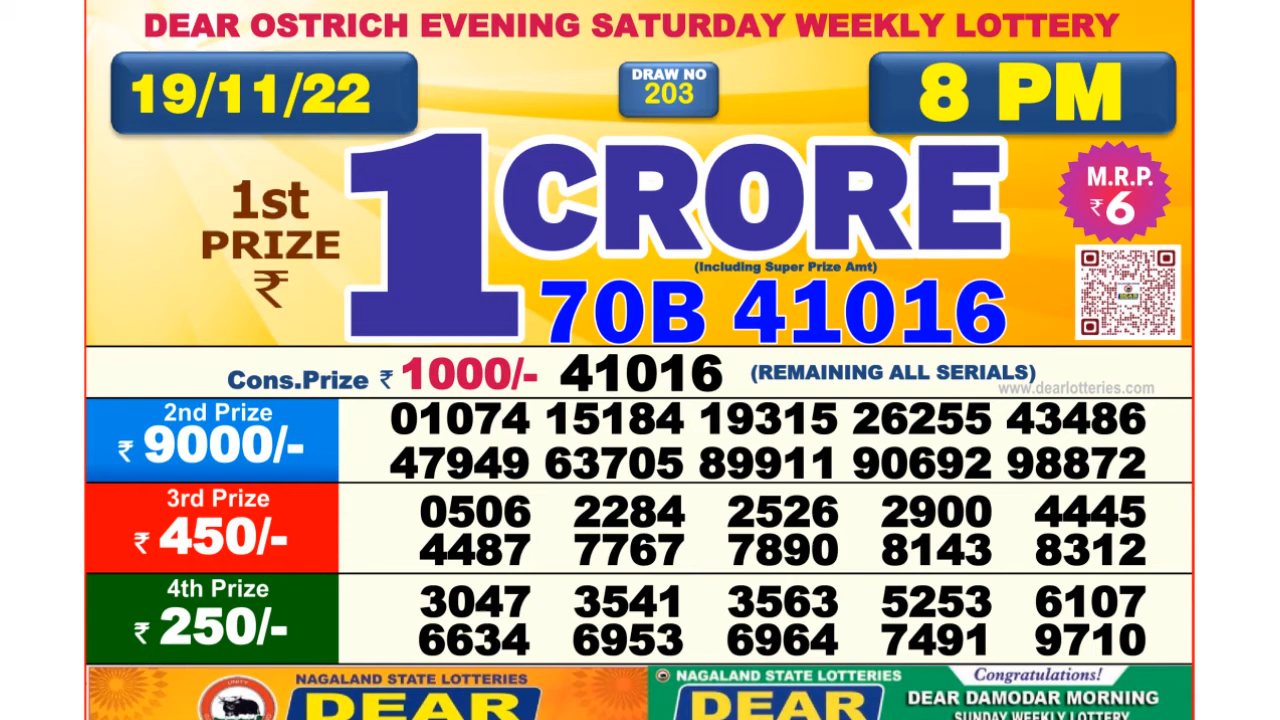 DEAR OSTRICH EVENING SATURDAY WEEKLY LOTTERY
19/11/22
DRAW NO
203
8 PM
1st
PRIZE
₹
1 CRORE
(Including Super Prize Amt)
70B 41016
M.R.P.
₹6
DEAR
Cons.Prize ₹ 1000/- 41016 (REMAINING ALL SERIALS)
www.dearlotteries.com
2nd Prize
₹ 9000/-
01074 15184 19315 26255 43486
47949 63705 89911 90692 98872
3rd Prize
₹ 450/-
0506 2284 2526 2900 4445
4487 7767 7890 8143 8312
4th Prize
₹ 250/-
3047 3541 3563 5253 6107
6634 6953 6964 7491 9710
UNITY
NAGALAND STATE LOTTERIES
DEAR
NAGALAND STATE LOTTERIES
DEAR
Congratulations!
DEAR DAMODAR MORNING
SUNDAY WEEKLY LOTTERY